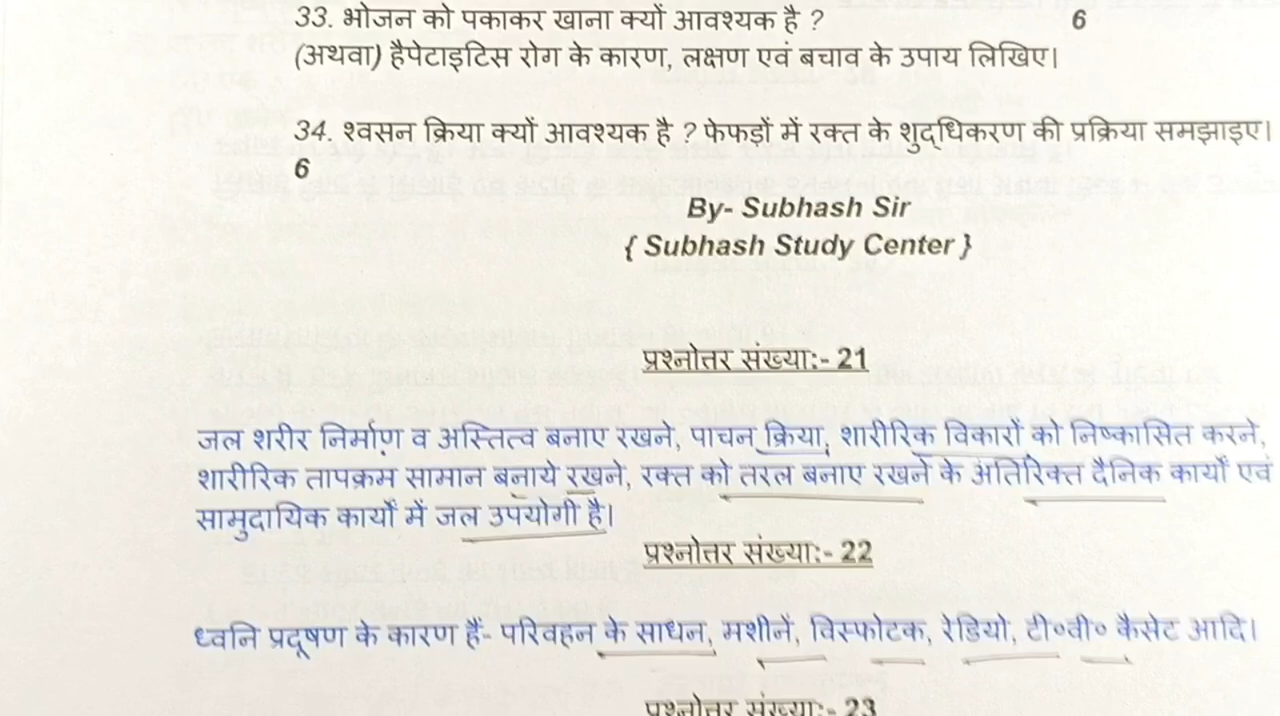 33. भोजन को पकाकर खाना क्यों आवश्यक है ? 6
(अथवा) हैपेटाइटिस रोग के कारण, लक्षण एवं बचाव के उपाय लिखिए।
34. श्वसन क्रिया क्यों आवश्यक है ? फेफड़ों में रक्त के शुद्धिकरण की प्रक्रिया समझाइए।
6
By- Subhash Sir
{ Subhash Study Center }
प्रश्नोत्तर संख्या:- 21
जल शरीर निर्माण व अस्तित्व बनाए रखने, पाचन क्रिया, शारीरिक विकारों को निष्कासित करने,
शारीरिक तापक्रम सामान बनाये रखने, रक्त को तरल बनाए रखने के अतिरिक्त दैनिक कार्यों एवं
सामुदायिक कार्यों में जल उपयोगी है।
प्रश्नोत्तर संख्या:- 22
ध्वनि प्रदूषण के कारण हैं- परिवहन के साधन, मशीनें, विस्फोटक, रेडियो, टी०वी० कैसेट आदि।
प्रश्नोत्तर संख्या:- 23